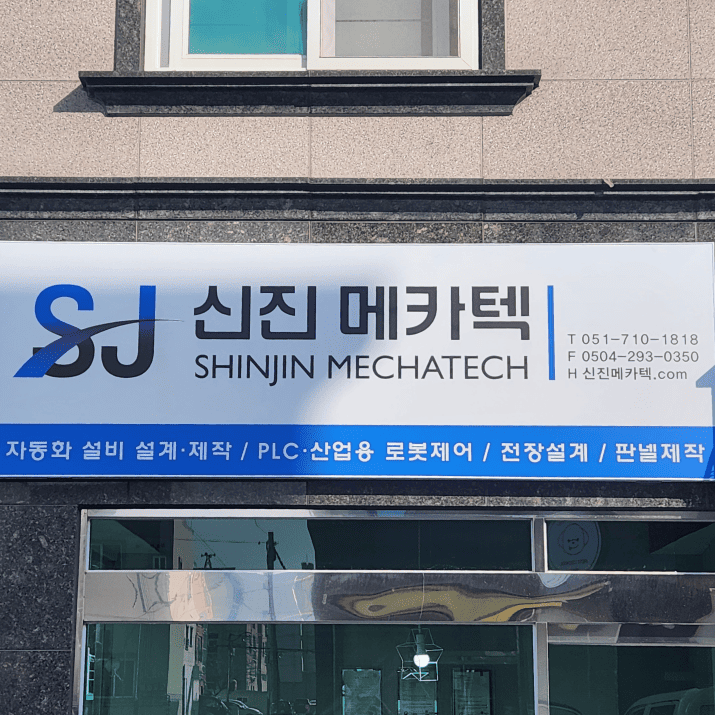 SJ
신진 메카텍
SHINJIN MECHATECH
T 051-710-1818
F 0504-293-0350
H 신진메카텍.com
자동화 설비 설계·제작 / PLC·산업용 로봇제어 / 전장설계 / 판넬제작